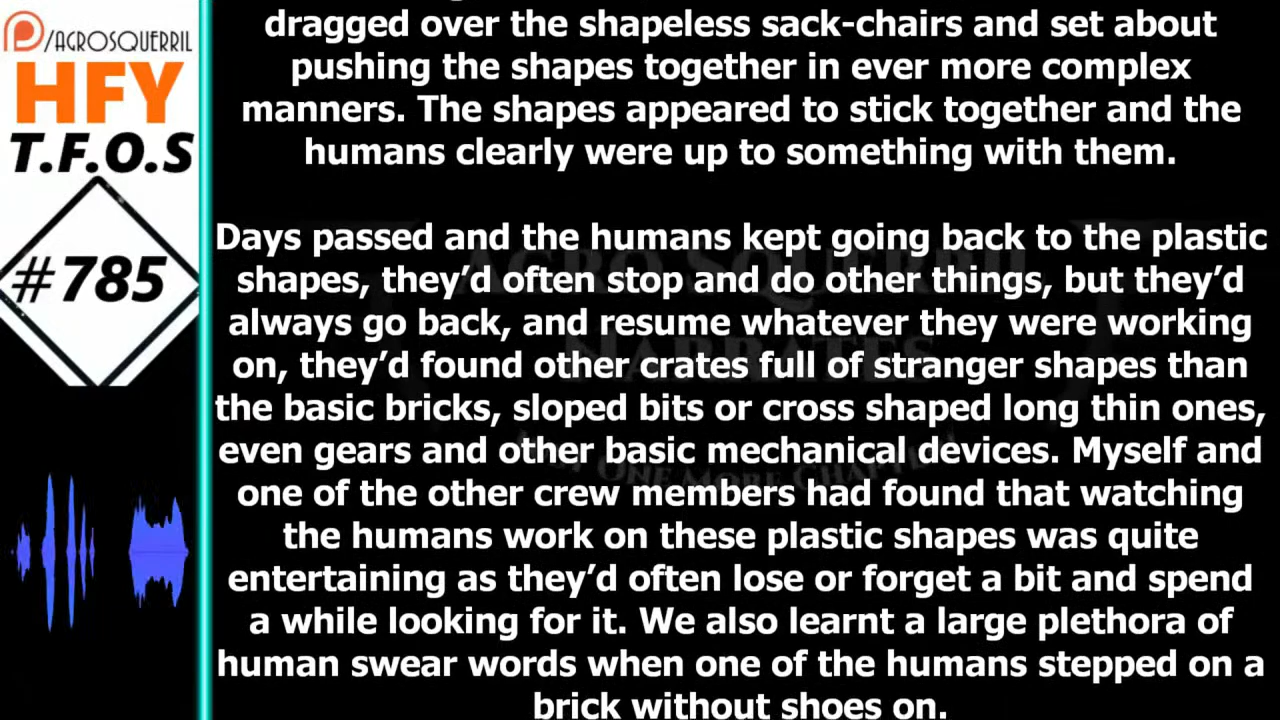 /AGROSQUERRIL
HFY
T.F.O.S
#785
dragged over the shapeless sack-chairs and set about
pushing the shapes together in ever more complex
manners. The shapes appeared to stick together and the
humans clearly were up to something with them.
Days passed and the humans kept going back to the plastic
shapes, they’d often stop and do other things, but they’d
always go back, and resume whatever they were working
on, they’d found other crates full of stranger shapes than
the basic bricks, sloped bits or cross shaped long thin ones,
even gears and other basic mechanical devices. Myself and
one of the other crew members had found that watching
the humans work on these plastic shapes was quite
entertaining as they’d often lose or forget a bit and spend
a while looking for it. We also learnt a large plethora of
human swear words when one of the humans stepped on a
brick without shoes on.
AGRO SQUERRIL
NARRATES
ONE MORE CHAPTER